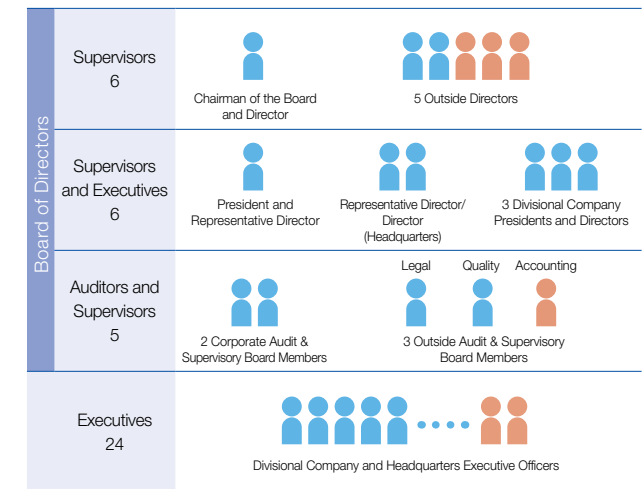 Board of Directors
Supervisors
6
Chairman of the Board
and Director
5 Outside Directors
Supervisors
and Executives
6
President and
Representative Director
Representative Director/
Director
(Headquarters)
3 Divisional Company
Presidents and Directors
Auditors and
Supervisors
5
2 Corporate Audit &
Supervisory Board Members
Legal
Quality
Accounting
3 Outside Audit & Supervisory
Board Members
Executives
24
Divisional Company and Headquarters Executive Officers